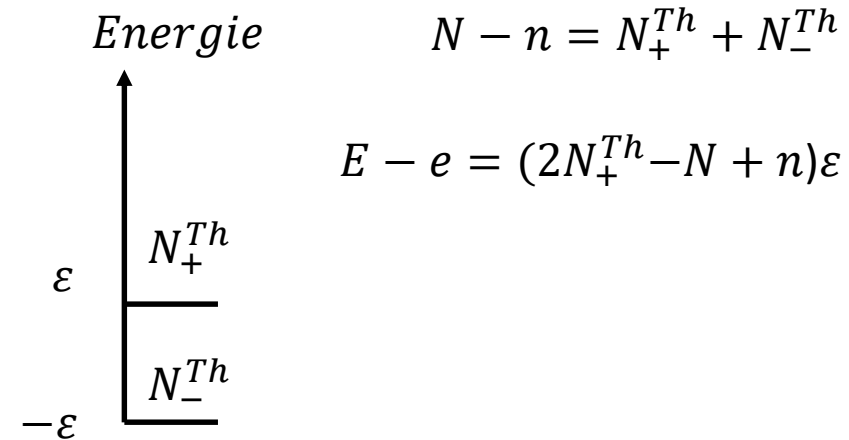 Energie
N − n = N₊ᵀʰ + N₋ᵀʰ
E − e = (2N₊ᵀʰ−N + n)ε
N₊ᵀʰ
ε
N₋ᵀʰ
−ε